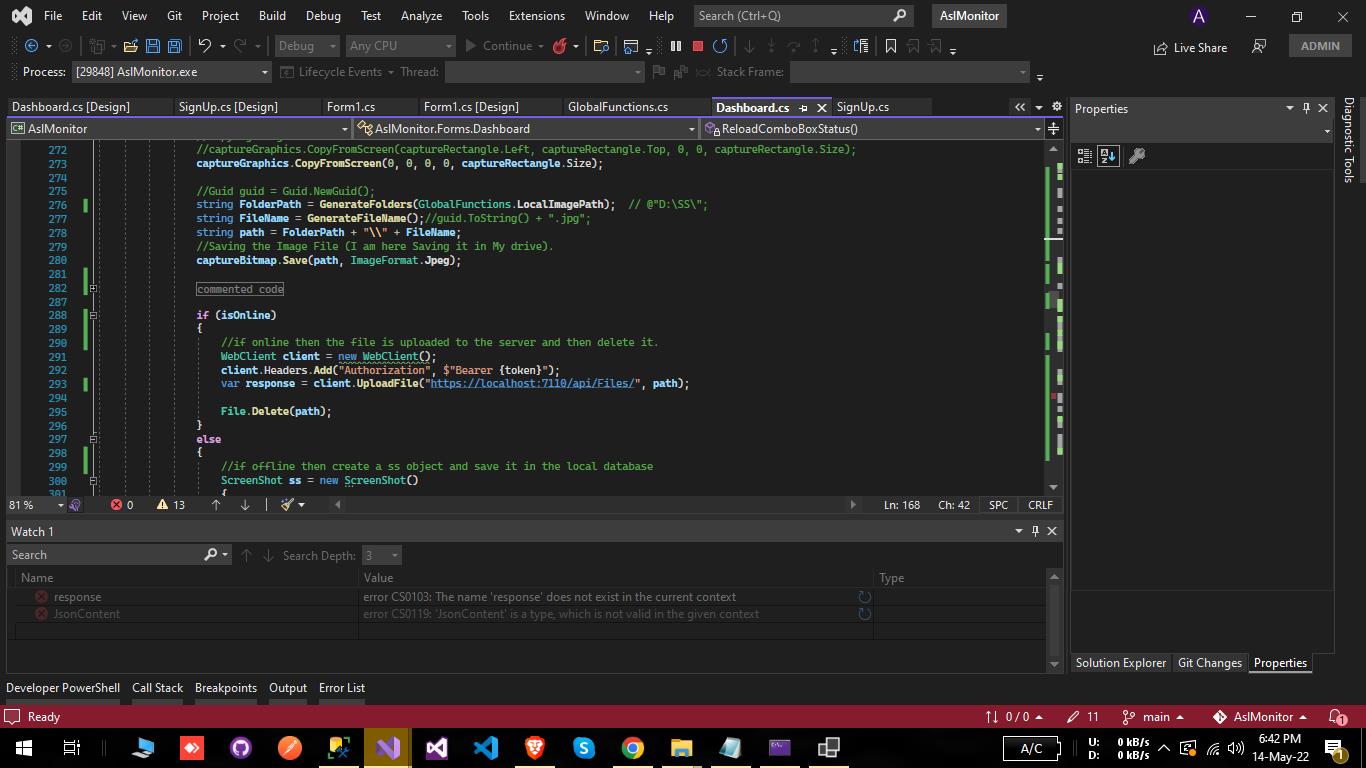 File Edit View Git Project Build Debug Test Analyze Tools Extensions Window Help Search (Ctrl+Q) AslMonitor A
Debug Any CPU Continue Live Share ADMIN
Process: [29848] AslMonitor.exe Lifecycle Events Thread: Stack Frame:
Dashboard.cs [Design] SignUp.cs [Design] Form1.cs Form1.cs [Design] GlobalFunctions.cs Dashboard.cs SignUp.cs Properties
AslMonitor AslMonitor.Forms.Dashboard ReloadComboBoxStatus()
Diagnostic Tools
272 //captureGraphics.CopyFromScreen(captureRectangle.Left, captureRectangle.Top, 0, 0, captureRectangle.Size);
273 captureGraphics.CopyFromScreen(0, 0, 0, 0, captureRectangle.Size);
274
275 //Guid guid = Guid.NewGuid();
276 string FolderPath = GenerateFolders(GlobalFunctions.LocalImagePath); // @"D:\SS\";
277 string FileName = GenerateFileName();//guid.ToString() + ".jpg";
278 string path = FolderPath + "\\" + FileName;
279 //Saving the Image File (I am here Saving it in My drive).
280 captureBitmap.Save(path, ImageFormat.Jpeg);
281
282 commented code
287
288 if (isOnline)
289 {
290 //if online then the file is uploaded to the server and then delete it.
291 WebClient client = new WebClient();
292 client.Headers.Add("Authorization", $"Bearer {token}");
293 var response = client.UploadFile("https://localhost:7110/api/Files/", path);
294
295 File.Delete(path);
296 }
297 else
298 {
299 //if offline then create a ss object and save it in the local database
300 ScreenShot ss = new ScreenShot()
301 {
81 % 0 13 Ln: 168 Ch: 42 SPC CRLF
Watch 1
Search Search Depth: 3
Name Value Type
response error CS0103: The name 'response' does not exist in the current context
JsonContent error CS0119: 'JsonContent' is a type, which is not valid in the given context
Solution Explorer Git Changes Properties
Developer PowerShell Call Stack Breakpoints Output Error List
Ready 0 / 0 11 main AslMonitor 1
A/C U: 0 kB/s D: 0 kB/s 6:42 PM 14-May-22 1